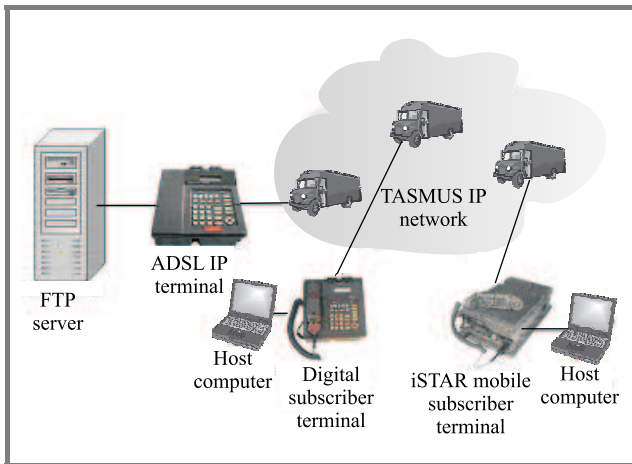 TASMUS IP
network
ADSL IP
terminal
FTP
server
Host
computer
Digital
subscriber
terminal
iSTAR mobile
subscriber
terminal
Host
computer